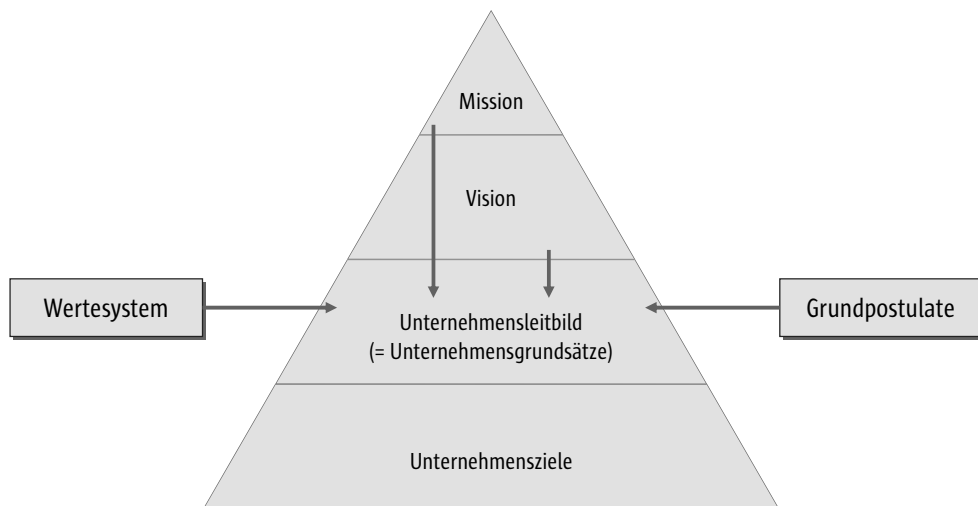 Mission
Vision
Wertesystem
Grundpostulate
Unternehmensleitbild
(= Unternehmensgrundsätze)
Unternehmensziele